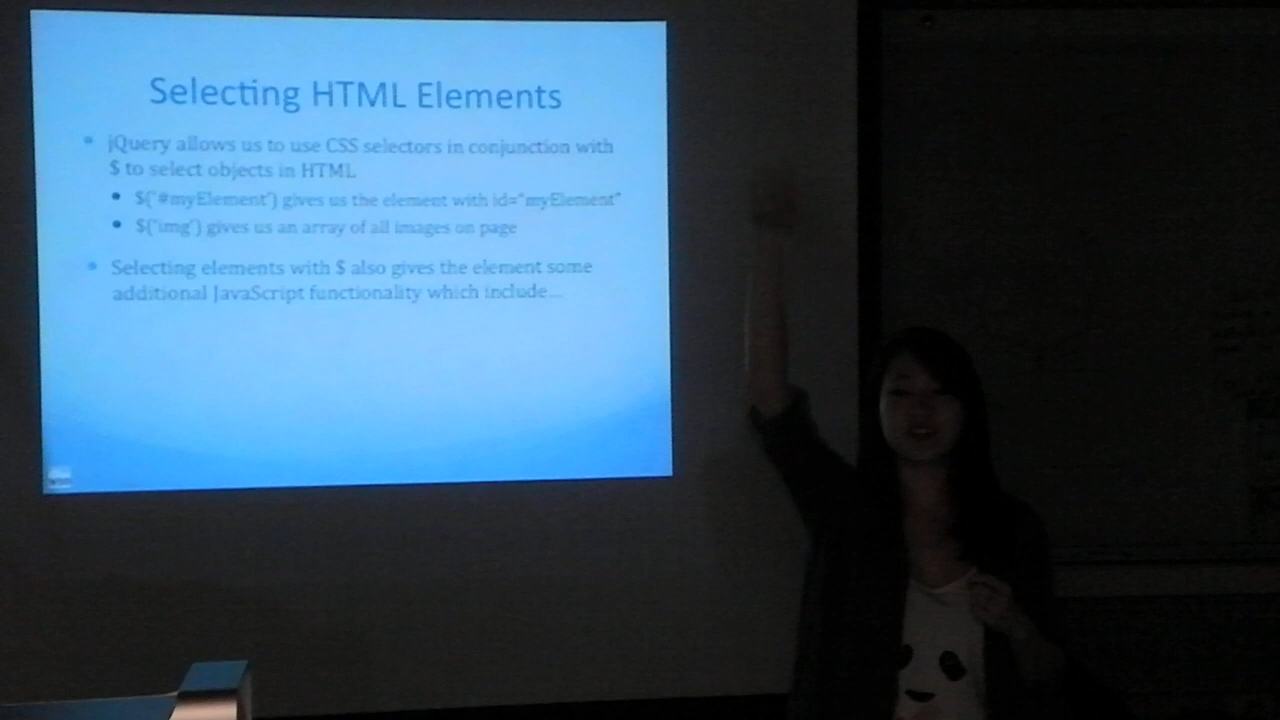 Selecting HTML Elements
jQuery allows us to use CSS selectors in conjunction with
$ to select objects in HTML
$('#myElement') gives us the element with id="myElement"
$('img') gives us an array of all images on page
Selecting elements with $ also gives the element some
additional JavaScript functionality which include...